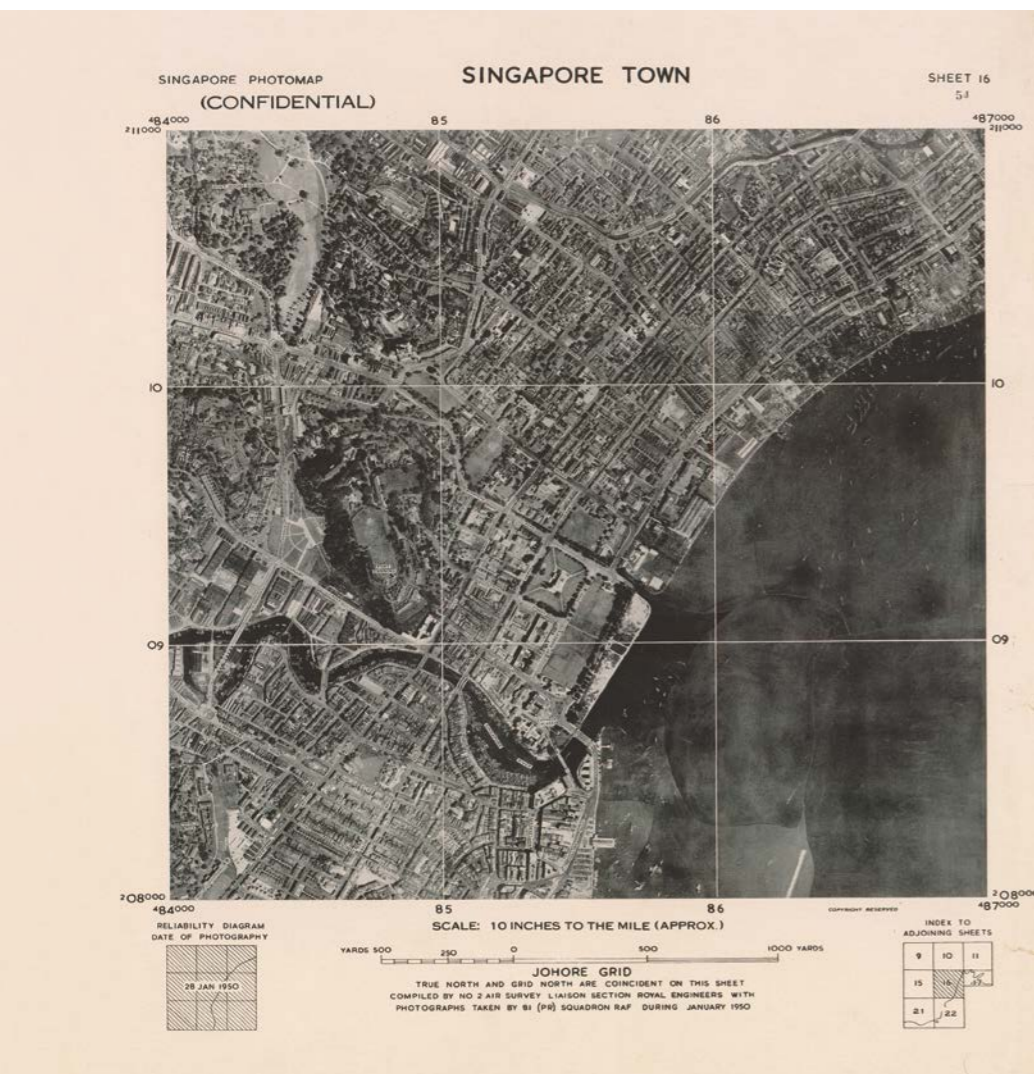 SINGAPORE PHOTOMAP
(CONFIDENTIAL)
SINGAPORE TOWN
SHEET 16
54
484000
85
86
487000
211000
211000
10
10
09
09
208000
208000
484000
85
86
487000
COPYRIGHT RESERVED
RELIABILITY DIAGRAM
DATE OF PHOTOGRAPHY
28 JAN 1950
SCALE: 10 INCHES TO THE MILE (APPROX.)
YARDS 500 250 0 500 1000 YARDS
JOHORE GRID
TRUE NORTH AND GRID NORTH ARE COINCIDENT ON THIS SHEET
COMPILED BY NO 2 AIR SURVEY LIAISON SECTION ROYAL ENGINEERS WITH
PHOTOGRAPHS TAKEN BY 81 (PR) SQUADRON RAF DURING JANUARY 1950
INDEX TO
ADJOINING SHEETS
9 10 11
15 16 17
21 22